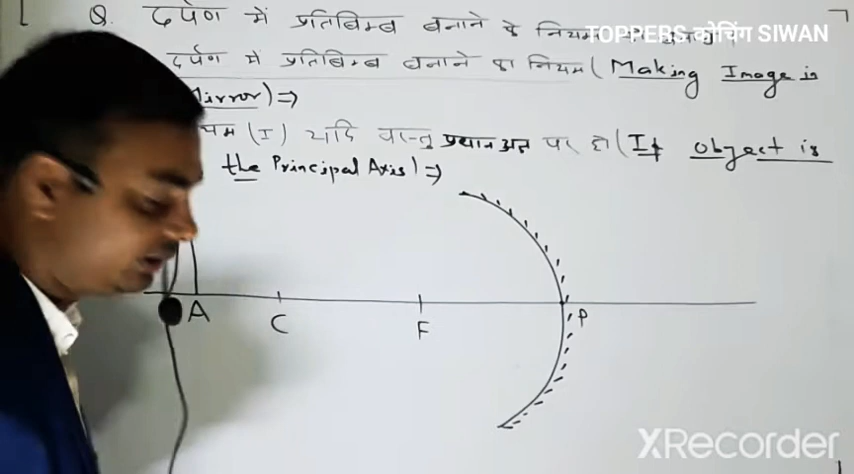 Q. दर्पण में प्रतिबिम्ब बनाने के नियम
TOPPERS कोचिंग SIWAN
दर्पण में प्रतिबिम्ब बनाने का नियम (Making Image is
Mirror) ⇒
(I) यदि वस्तु प्रधान अक्ष पर हो (If object is
the Principal Axis) ⇒
A
C
F
P
XRecorder